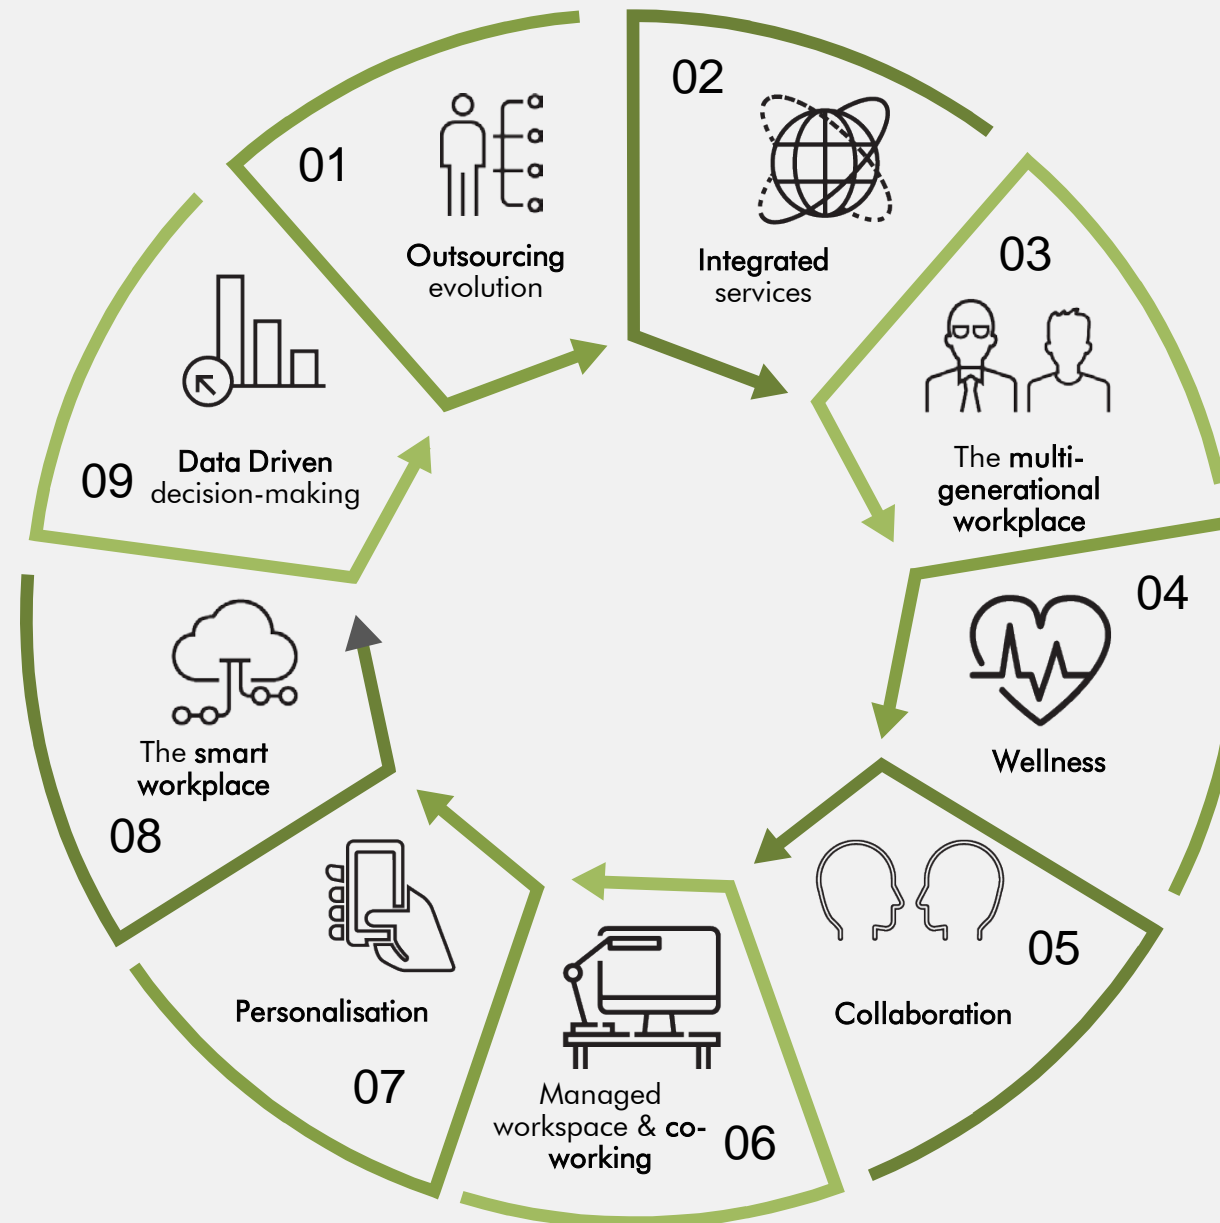 01
Outsourcing
evolution
02
Integrated
services
03
The multi-
generational
workplace
04
Wellness
05
Collaboration
06
Managed
workspace & co-
working
07
Personalisation
08
The smart
workplace
09
Data Driven
decision-making